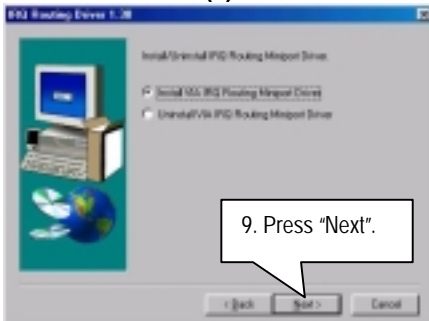 IRQ Routing Driver 1.30
Install/Uninstall IRQ Routing Miniport Driver.
Install VIA IRQ Routing Miniport Driver
Uninstall VIA IRQ Routing Miniport Driver
9. Press “Next”.
< Back
Next >
Cancel